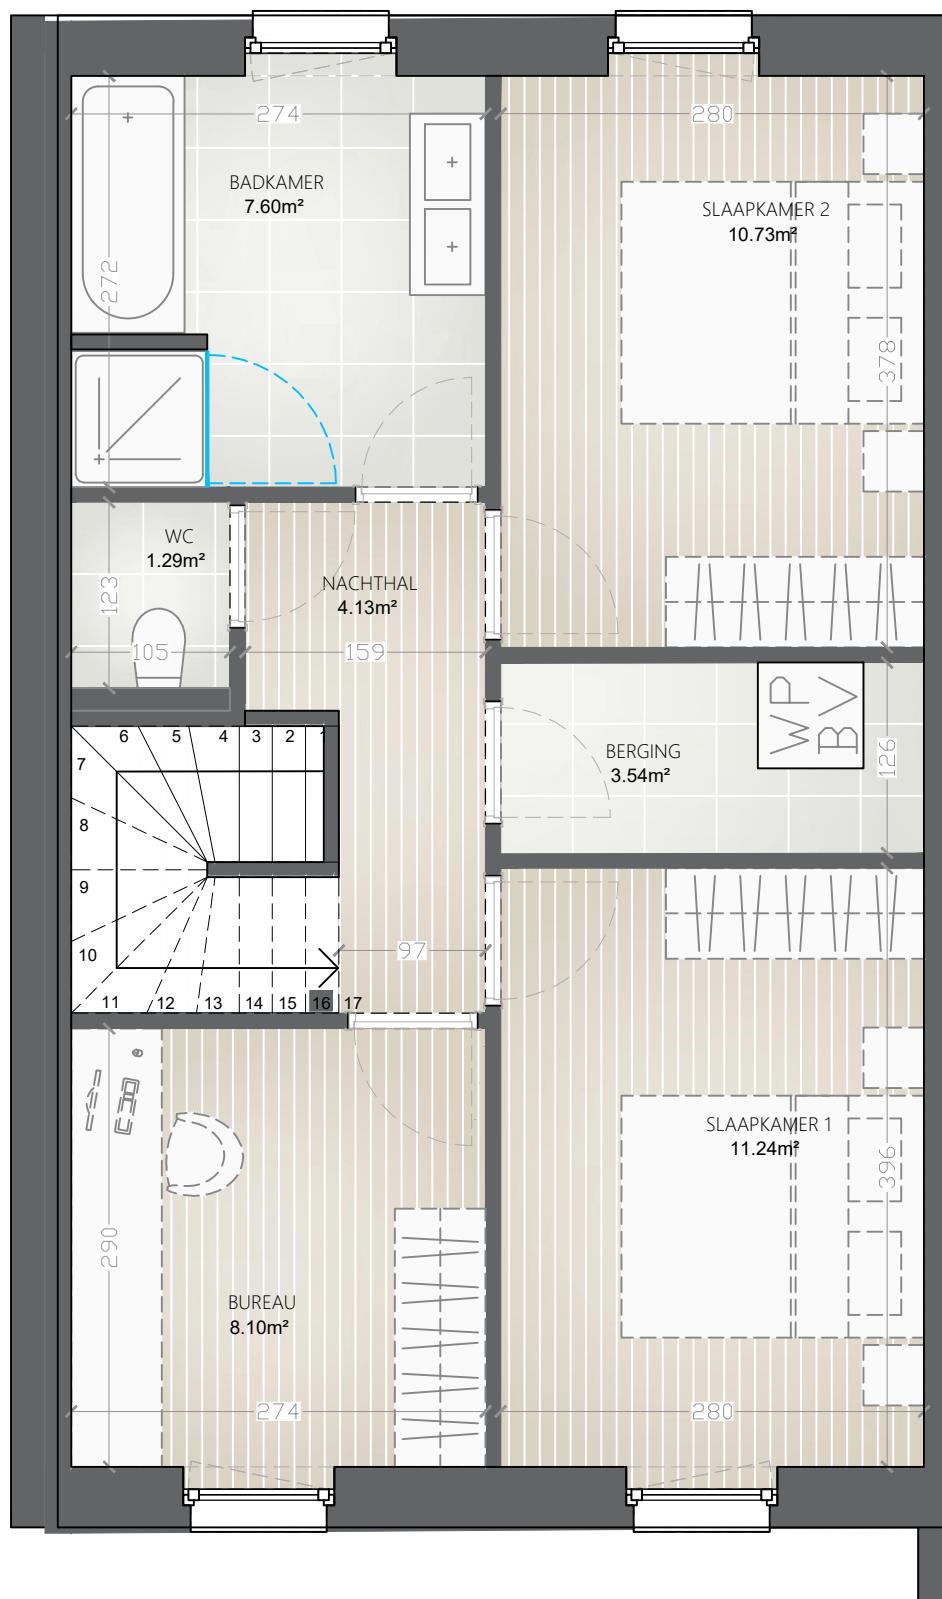 274
280
BADKAMER
7.60m²
SLAAPKAMER 2
10.73m²
272
378
WC
1.29m²
NACHTHAL
4.13m²
123
105
159
WP
BV
BERGING
3.54m²
126
6 5 4 3 2
7
8
9
10
11 12 13 14 15 16 17
97
SLAAPKAMER 1
11.24m²
396
290
BUREAU
8.10m²
274
280